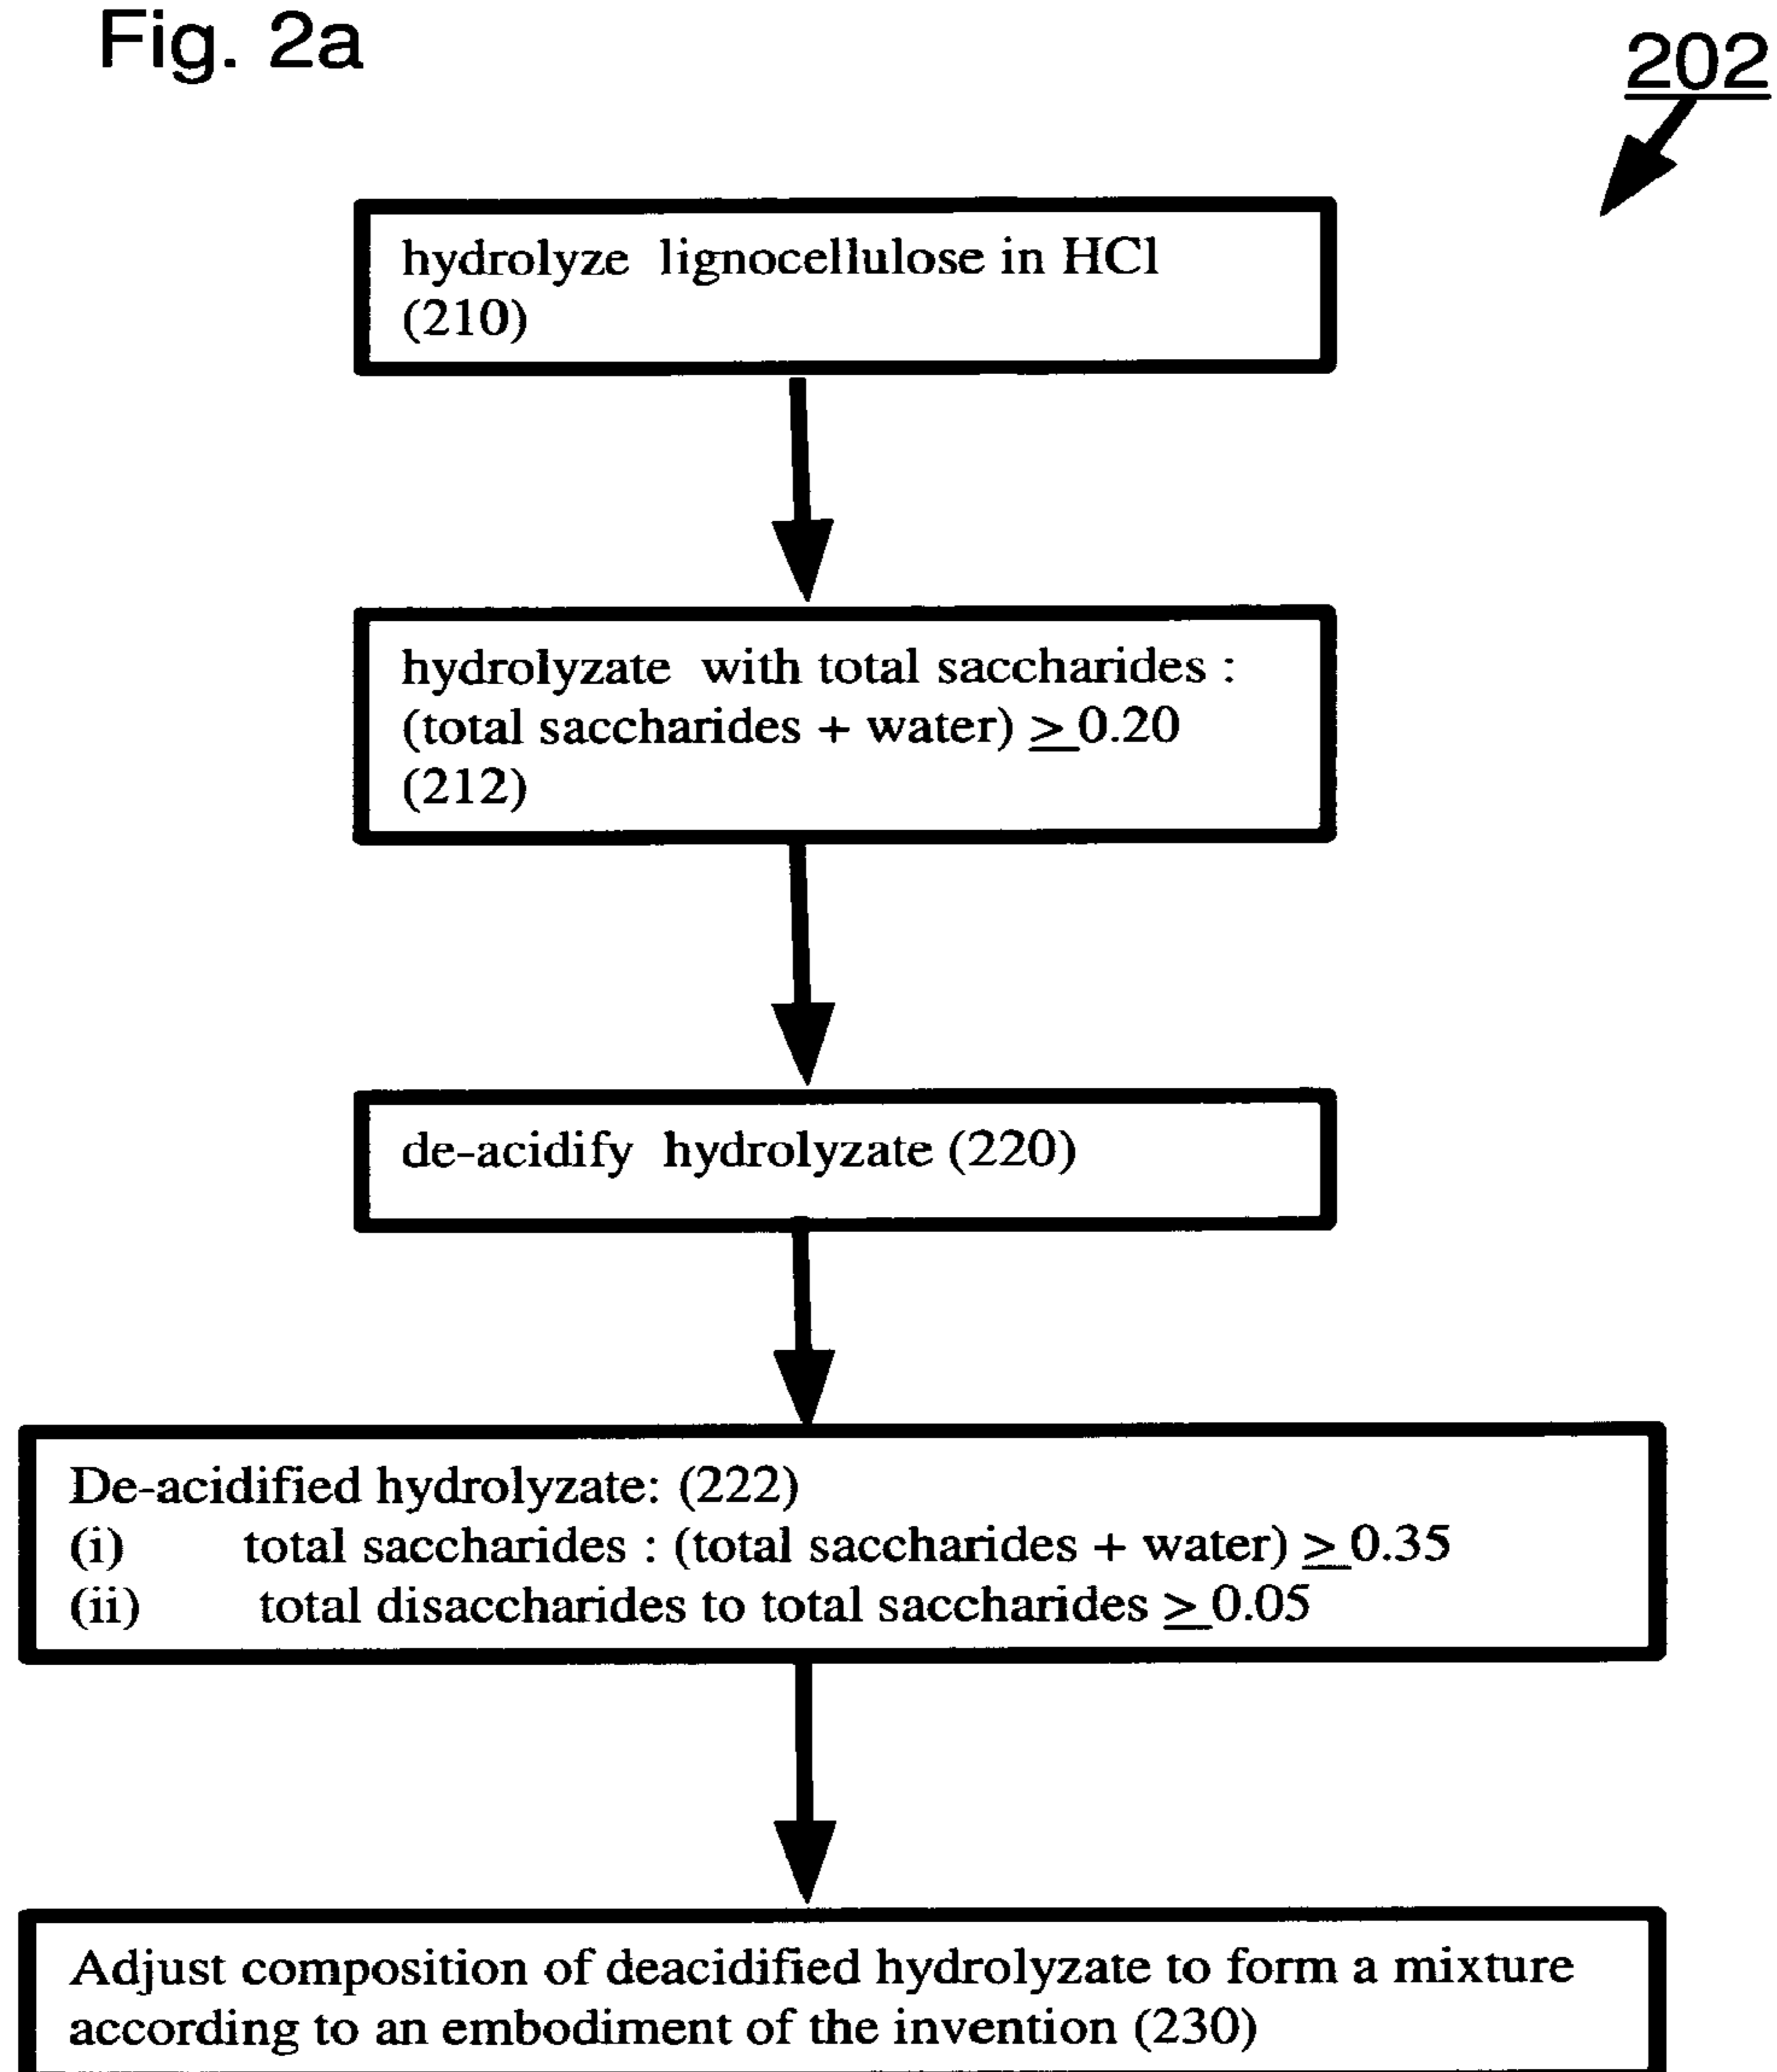 Fig. 2a
202
hydrolyze lignocellulose in HCl
(210)
hydrolyzate with total saccharides :
(total saccharides + water) ≥ 0.20
(212)
de-acidify hydrolyzate (220)
De-acidified hydrolyzate: (222)
(i) total saccharides : (total saccharides + water) ≥ 0.35
(ii) total disaccharides to total saccharides ≥ 0.05
Adjust composition of deacidified hydrolyzate to form a mixture
according to an embodiment of the invention (230)